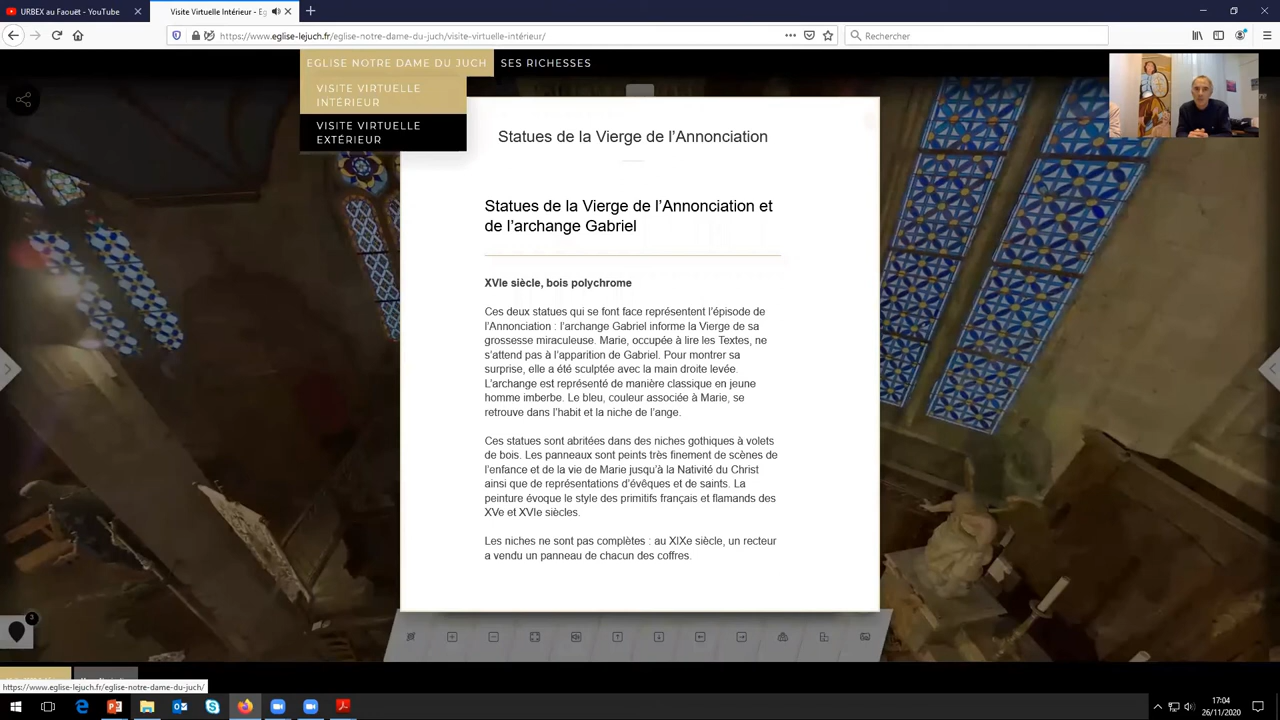 URBEX au Faouët - YouTube
Visite Virtuelle Intérieur - Eg
https://www.eglise-lejuch.fr/eglise-notre-dame-du-juch/visite-virtuelle-intérieur/
Rechercher
EGLISE NOTRE DAME DU JUCH
SES RICHESSES
VISITE VIRTUELLE
INTÉRIEUR
VISITE VIRTUELLE
EXTÉRIEUR
Statues de la Vierge de l'Annonciation
Statues de la Vierge de l'Annonciation et
de l'archange Gabriel
XVIe siècle, bois polychrome
Ces deux statues qui se font face représentent l'épisode de
l'Annonciation : l'archange Gabriel informe la Vierge de sa
grossesse miraculeuse. Marie, occupée à lire les Textes, ne
s'attend pas à l'apparition de Gabriel. Pour montrer sa
surprise, elle a été sculptée avec la main droite levée.
L'archange est représenté de manière classique en jeune
homme imberbe. Le bleu, couleur associée à Marie, se
retrouve dans l'habit et la niche de l'ange.
Ces statues sont abritées dans des niches gothiques à volets
de bois. Les panneaux sont peints très finement de scènes de
l'enfance et de la vie de Marie jusqu'à la Nativité du Christ
ainsi que de représentations d'évêques et de saints. La
peinture évoque le style des primitifs français et flamands des
XVe et XVIe siècles.
Les niches ne sont pas complètes : au XIXe siècle, un recteur
a vendu un panneau de chacun des coffres.
3
https://www.eglise-lejuch.fr/eglise-notre-dame-du-juch/
17:04
26/11/2020